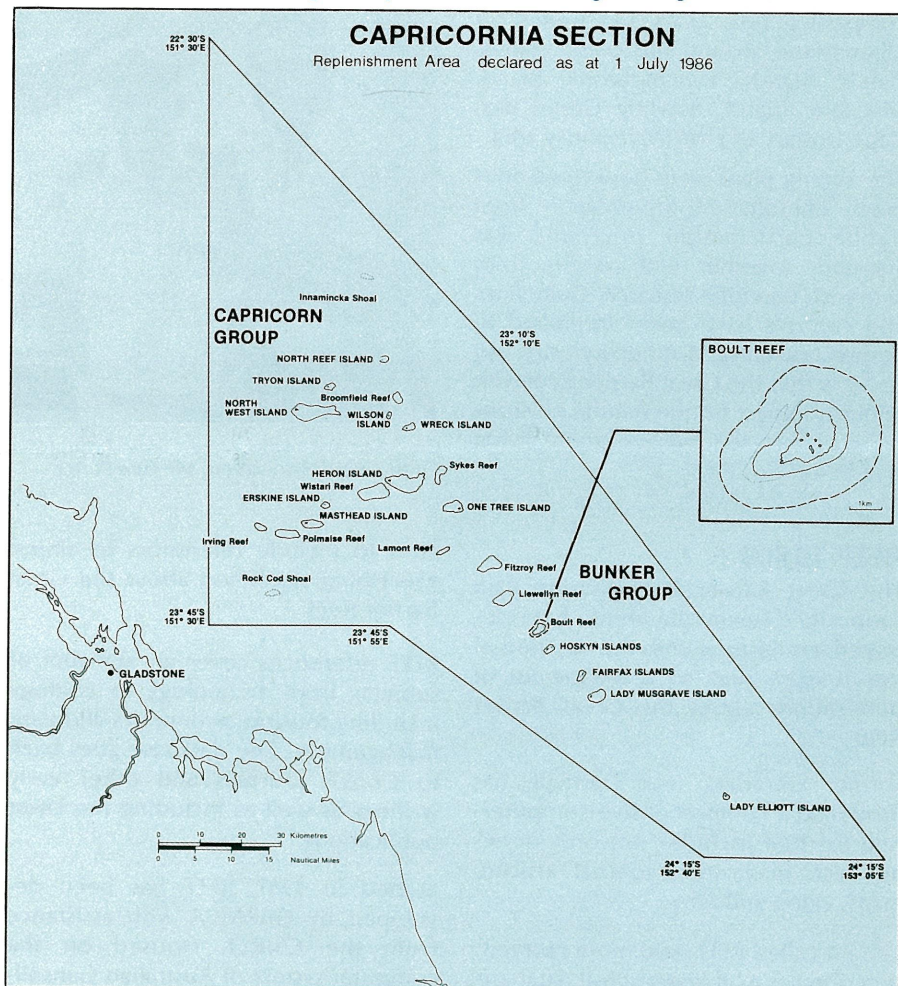 CAPRICORNIA SECTION
Replenishment Area declared as at 1 July 1986
22° 30'S
151° 30'E
Innamincka Shoal
CAPRICORN
GROUP
23° 10'S
152° 10'E
NORTH REEF ISLAND
TRYON ISLAND
Broomfield Reef
NORTH
WEST ISLAND
WILSON
ISLAND
WRECK ISLAND
BOULT REEF
1km
HERON ISLAND
Sykes Reef
Wistari Reef
ERSKINE ISLAND
ONE TREE ISLAND
MASTHEAD ISLAND
Irving Reef
Polmaise Reef
Lamont Reef
Fitzroy Reef
BUNKER
GROUP
Rock Cod Shoal
Llewellyn Reef
23° 45'S
151° 30'E
23° 45'S
151° 55'E
Boult Reef
HOSKYN ISLANDS
GLADSTONE
FAIRFAX ISLANDS
LADY MUSGRAVE ISLAND
LADY ELLIOTT ISLAND
0 10 20 30 Kilometres
0 5 10 15 Nautical Miles
24° 15'S
152° 40'E
24° 15'S
153° 05'E